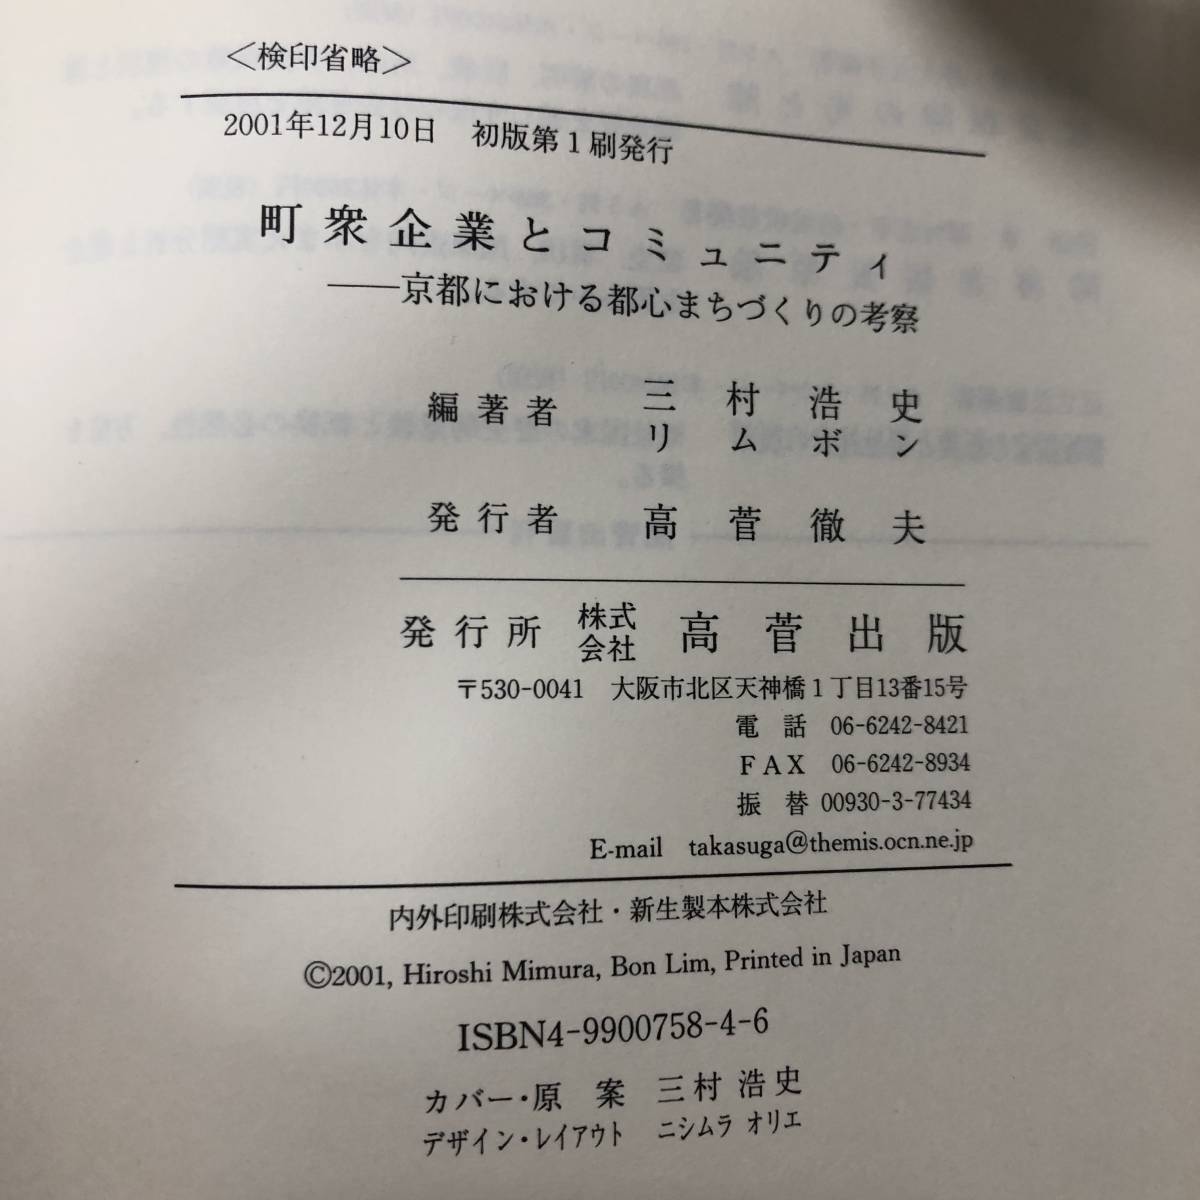 ＜検印省略＞
2001年12月10日　初版第1刷発行
町衆企業とコミュニティ
――京都における都心まちづくりの考察
編著者　三村浩史
リムボン
発行者　高菅徹夫
発行所　株式会社　高菅出版
〒530-0041　大阪市北区天神橋1丁目13番15号
電話　06-6242-8421
FAX　06-6242-8934
振替　00930-3-77434
E-mail　takasuga@themis.ocn.ne.jp
内外印刷株式会社・新生製本株式会社
©2001, Hiroshi Mimura, Bon Lim, Printed in Japan
ISBN4-9900758-4-6
カバー・原案　三村浩史
デザイン・レイアウト　ニシムラ オリエ